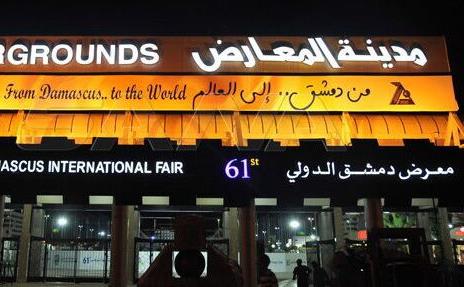 RGROUNDS مدينة المعارض
From Damascus.. to the World من دمشق.. إلى العالم
ASCUS INTERNATIONAL FAIR 61st معرض دمشق الدولي